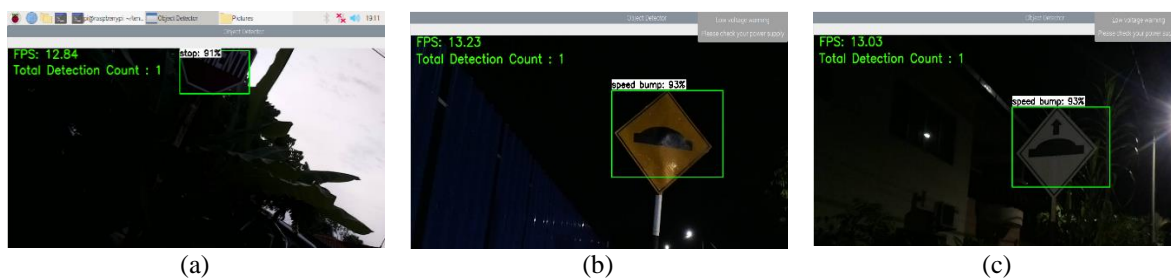 pi@raspberrypi: ~/em... Object Detector Pictures 19:11
Object Detector
FPS: 12.84
Total Detection Count : 1
stop: 91%
(a)
Object Detector
Low voltage warning
Please check your power supply
FPS: 13.23
Total Detection Count : 1
speed bump: 93%
(b)
Object Detector
Low voltage warning
Please check your power supp
FPS: 13.03
Total Detection Count : 1
speed bump: 93%
(c)